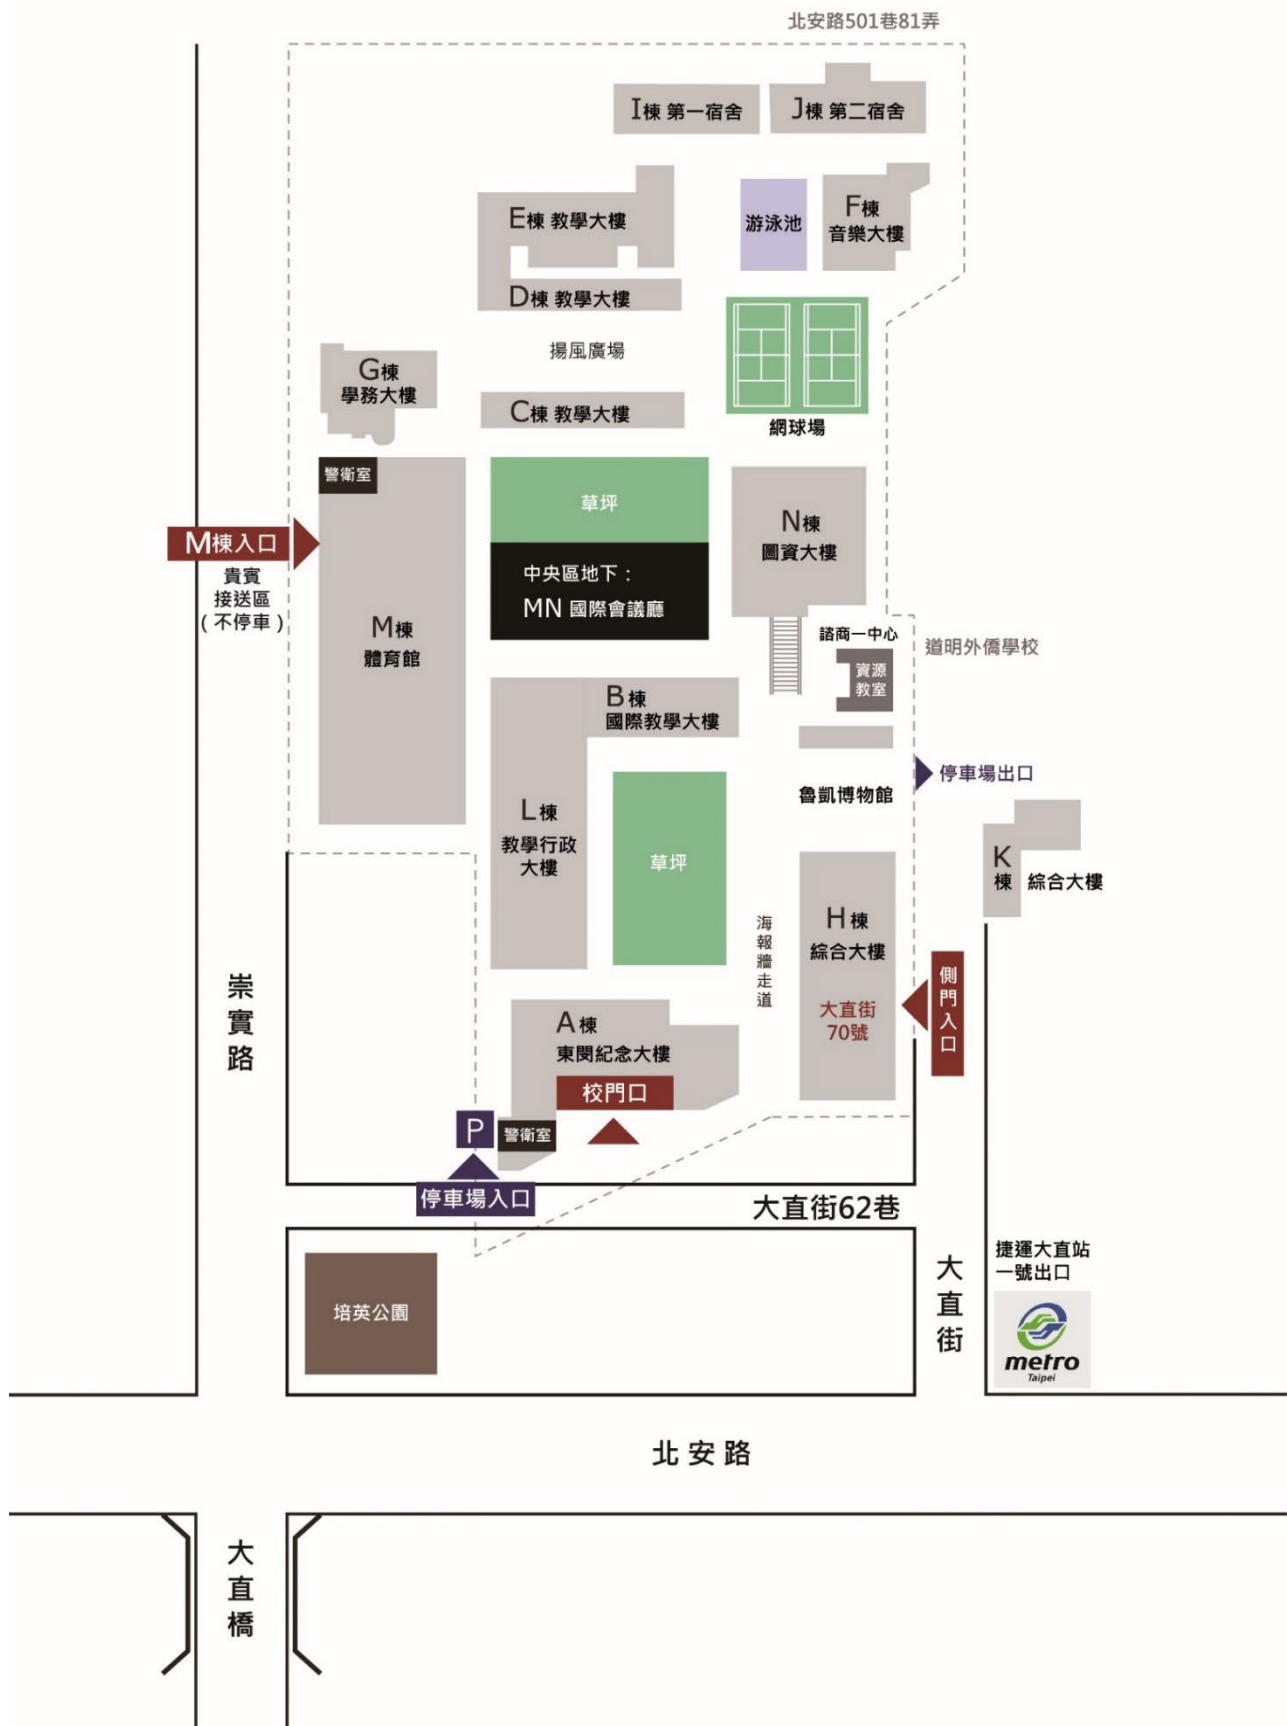 北安路501巷81弄
I棟 第一宿舍
J棟 第二宿舍
E棟 教學大樓
游泳池
F棟
音樂大樓
D棟 教學大樓
揚風廣場
G棟
學務大樓
C棟 教學大樓
網球場
警衛室
草坪
N棟
圖資大樓
M棟入口
貴賓
接送區
(不停車)
中央區地下：
MN 國際會議廳
M棟
體育館
諮商一中心
道明外僑學校
資源
教室
B棟
國際教學大樓
停車場出口
魯凱博物館
L棟
教學行政
大樓
草坪
K
棟 綜合大樓
H棟
綜合大樓
大直街
70號
海報牆走道
側門入口
崇實路
A棟
東閔紀念大樓
校門口
P
警衛室
停車場入口
大直街62巷
捷運大直站
一號出口
大直街
培英公園
metro
Taipei
北安路
大直橋